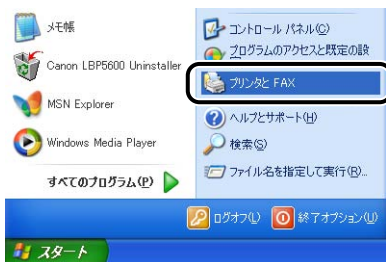 メモ帳
Canon LBP5600 Uninstaller
MSN Explorer
Windows Media Player
すべてのプログラム(P)
コントロール パネル(C)
プログラムのアクセスと既定の設
プリンタと FAX
ヘルプとサポート(H)
検索(S)
ファイル名を指定して実行(R)...
ログオフ(L)
終了オプション(U)
スタート